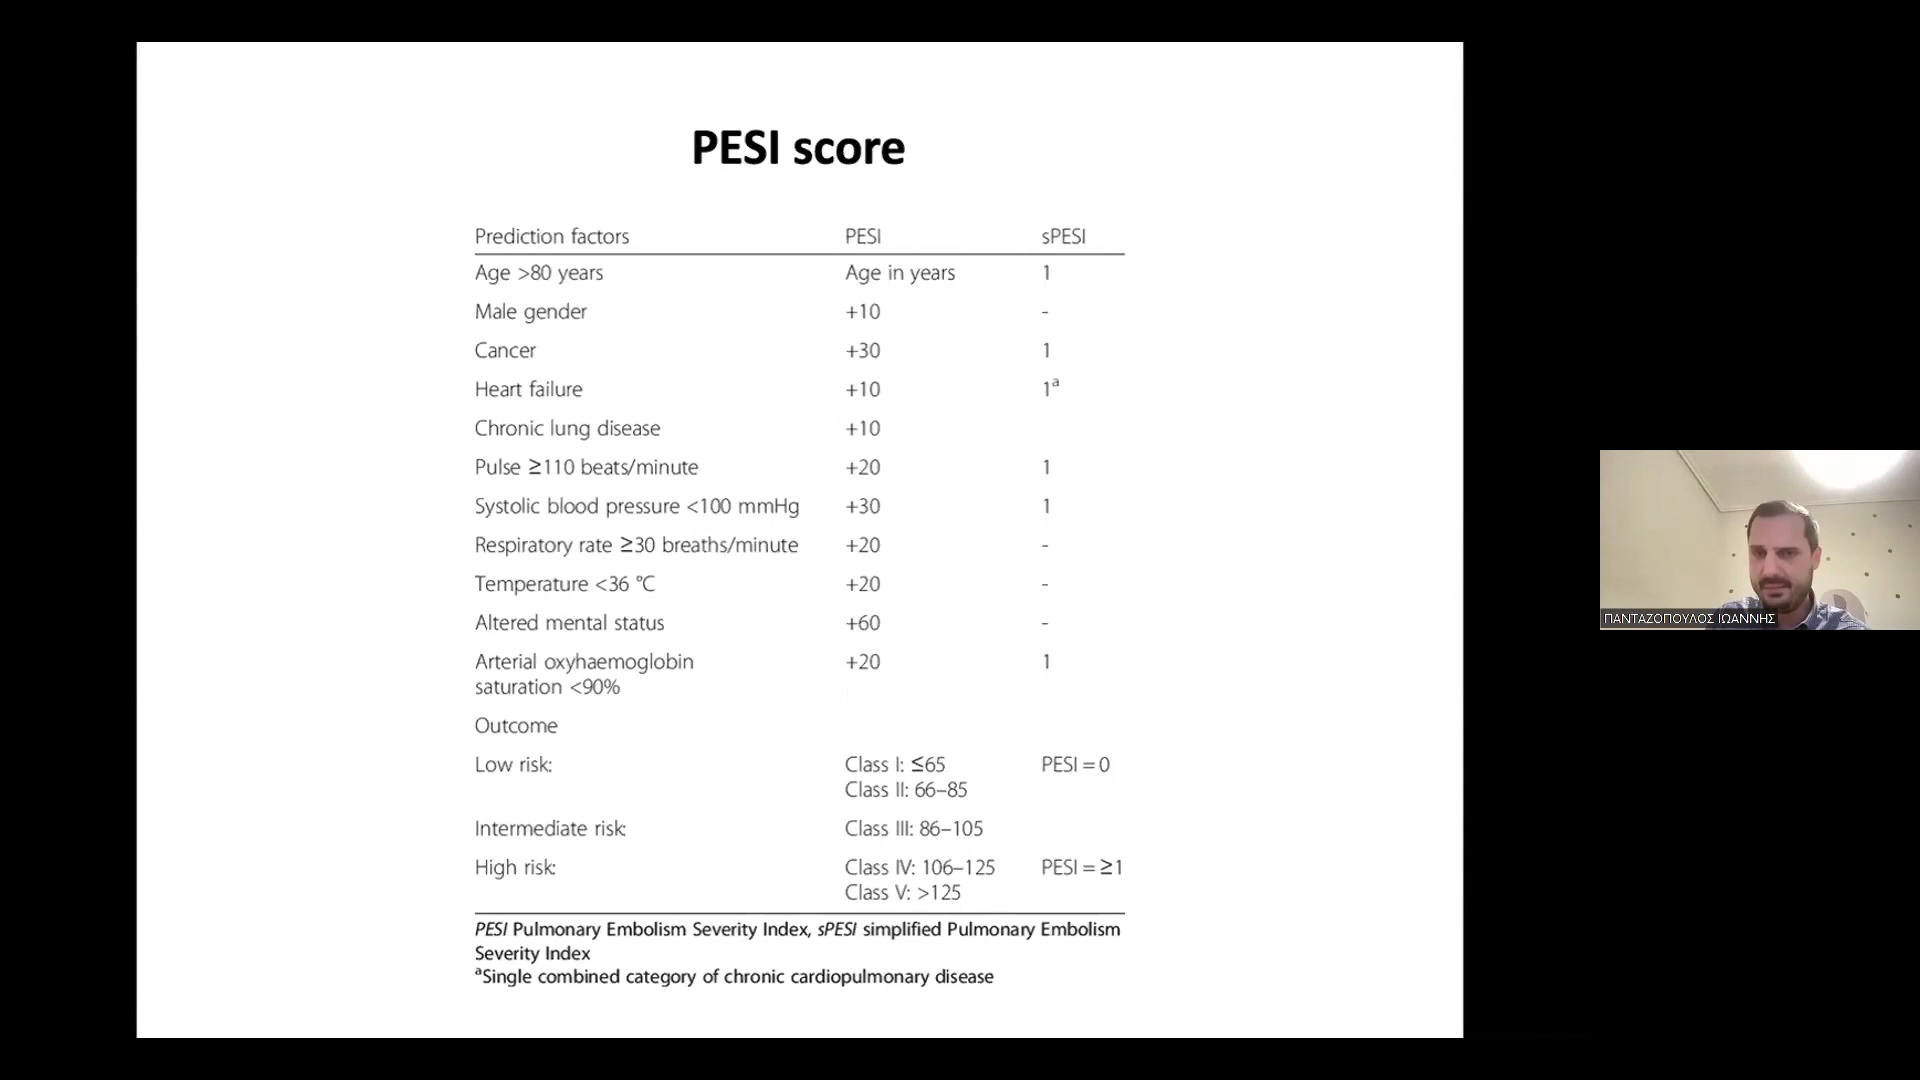 PESI score
Prediction factors PESI sPESI
Age >80 years Age in years 1
Male gender +10 -
Cancer +30 1
Heart failure +10 1ᵃ
Chronic lung disease +10
Pulse ≥110 beats/minute +20 1
Systolic blood pressure <100 mmHg +30 1
Respiratory rate ≥30 breaths/minute +20 -
Temperature <36 °C +20 -
Altered mental status +60 -
Arterial oxyhaemoglobin +20 1
saturation <90%
Outcome
Low risk: Class I: ≤65 PESI = 0
Class II: 66–85
Intermediate risk: Class III: 86–105
High risk: Class IV: 106–125 PESI = ≥1
Class V: >125
PESI Pulmonary Embolism Severity Index, sPESI simplified Pulmonary Embolism
Severity Index
ᵃSingle combined category of chronic cardiopulmonary disease
ΠΑΝΤΑΖΟΠΟΥΛΟΣ ΙΩΑΝΝΗΣ